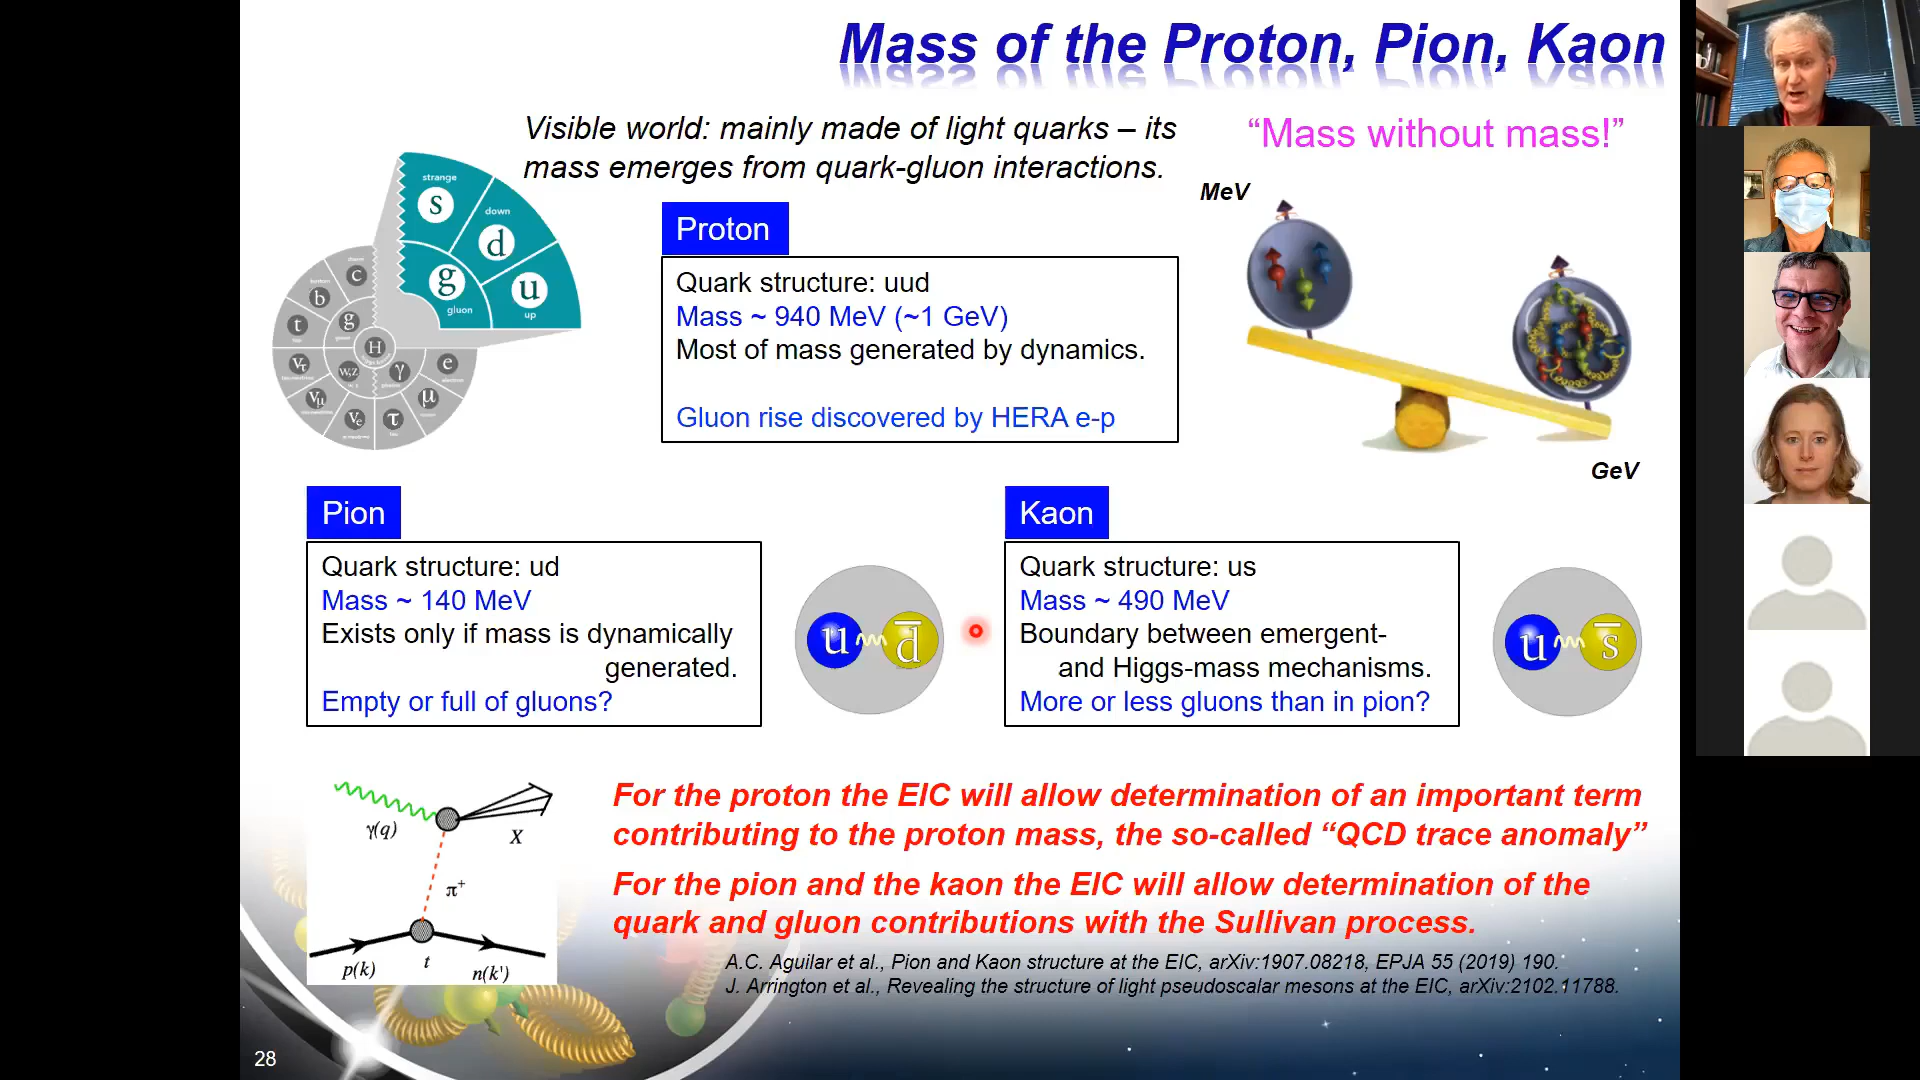 Mass of the Proton, Pion, Kaon
Visible world: mainly made of light quarks – its
mass emerges from quark-gluon interactions.
“Mass without mass!”
MeV
GeV
strange
s
down
d
g
gluon
u
up
c
b
t
g
H
W,Z
γ
e
electron
μ
τ
tau
νe
νμ
ντ
Proton
Quark structure: uud
Mass ~ 940 MeV (~1 GeV)
Most of mass generated by dynamics.
Gluon rise discovered by HERA e-p
Pion
Quark structure: ud
Mass ~ 140 MeV
Exists only if mass is dynamically
generated.
Empty or full of gluons?
u d̅
Kaon
Quark structure: us
Mass ~ 490 MeV
Boundary between emergent-
and Higgs-mass mechanisms.
More or less gluons than in pion?
u s̅
γ(q)
X
π+
p(k)
t
n(k')
For the proton the EIC will allow determination of an important term
contributing to the proton mass, the so-called “QCD trace anomaly”
For the pion and the kaon the EIC will allow determination of the
quark and gluon contributions with the Sullivan process.
A.C. Aguilar et al., Pion and Kaon structure at the EIC, arXiv:1907.08218, EPJA 55 (2019) 190.
J. Arrington et al., Revealing the structure of light pseudoscalar mesons at the EIC, arXiv:2102.11788.
28